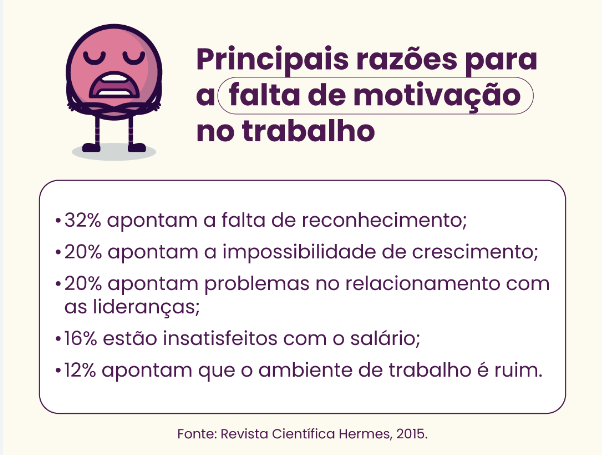 Principais razões para
a falta de motivação
no trabalho
•32% apontam a falta de reconhecimento;
•20% apontam a impossibilidade de crescimento;
•20% apontam problemas no relacionamento com
as lideranças;
•16% estão insatisfeitos com o salário;
•12% apontam que o ambiente de trabalho é ruim.
Fonte: Revista Científica Hermes, 2015.